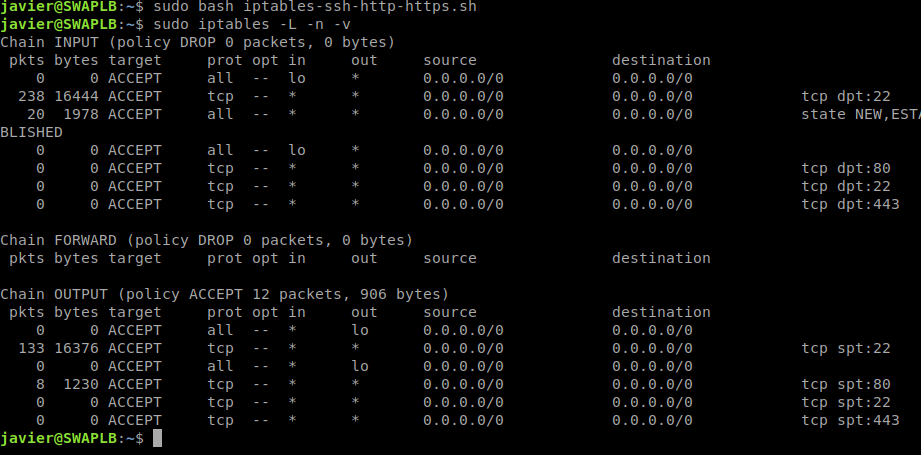 javier@SWAPLB:~$ sudo bash iptables-ssh-http-https.sh
javier@SWAPLB:~$ sudo iptables -L -n -v
Chain INPUT (policy DROP 0 packets, 0 bytes)
 pkts bytes target     prot opt in     out     source               destination
    0     0 ACCEPT     all  --  lo     *       0.0.0.0/0            0.0.0.0/0
  238 16444 ACCEPT     tcp  --  *      *       0.0.0.0/0            0.0.0.0/0            tcp dpt:22
   20  1978 ACCEPT     all  --  *      *       0.0.0.0/0            0.0.0.0/0            state NEW,ESTA
BLISHED
    0     0 ACCEPT     all  --  lo     *       0.0.0.0/0            0.0.0.0/0
    0     0 ACCEPT     tcp  --  *      *       0.0.0.0/0            0.0.0.0/0            tcp dpt:80
    0     0 ACCEPT     tcp  --  *      *       0.0.0.0/0            0.0.0.0/0            tcp dpt:22
    0     0 ACCEPT     tcp  --  *      *       0.0.0.0/0            0.0.0.0/0            tcp dpt:443

Chain FORWARD (policy DROP 0 packets, 0 bytes)
 pkts bytes target     prot opt in     out     source               destination

Chain OUTPUT (policy ACCEPT 12 packets, 906 bytes)
 pkts bytes target     prot opt in     out     source               destination
    0     0 ACCEPT     all  --  *      lo      0.0.0.0/0            0.0.0.0/0
  133 16376 ACCEPT     tcp  --  *      *       0.0.0.0/0            0.0.0.0/0            tcp spt:22
    0     0 ACCEPT     all  --  *      lo      0.0.0.0/0            0.0.0.0/0
    8  1230 ACCEPT     tcp  --  *      *       0.0.0.0/0            0.0.0.0/0            tcp spt:80
    0     0 ACCEPT     tcp  --  *      *       0.0.0.0/0            0.0.0.0/0            tcp spt:22
    0     0 ACCEPT     tcp  --  *      *       0.0.0.0/0            0.0.0.0/0            tcp spt:443
javier@SWAPLB:~$